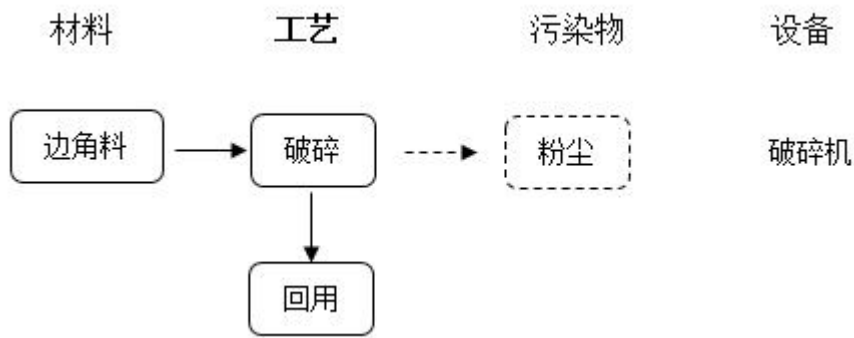 材料 工艺 污染物 设备
边角料 破碎 粉尘 破碎机
回用